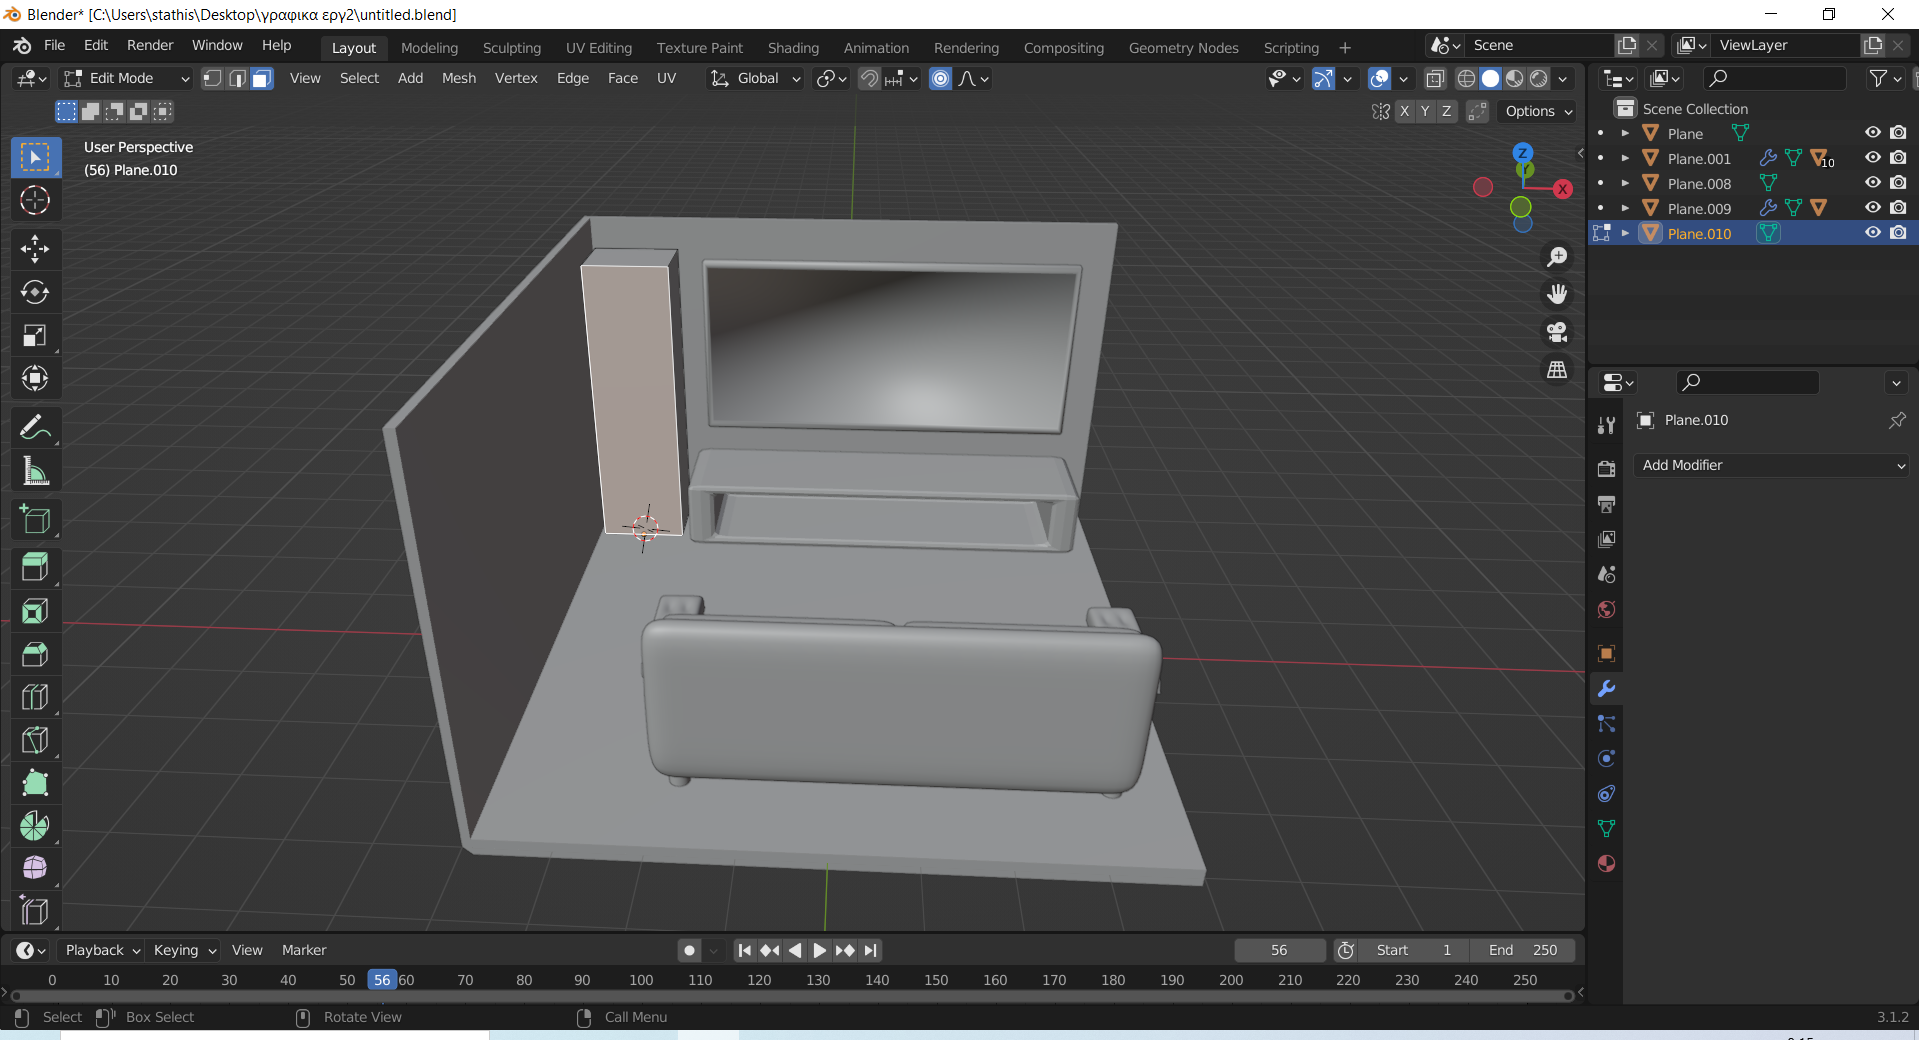 Blender* [C:\Users\stathis\Desktop\γραφικα εργ2\untitled.blend]
File Edit Render Window Help Layout Modeling Sculpting UV Editing Texture Paint Shading Animation Rendering Compositing Geometry Nodes Scripting + Scene ViewLayer
Edit Mode View Select Add Mesh Vertex Edge Face UV Global
X Y Z Options
Scene Collection
Plane
Plane.001 10
Plane.008
Plane.009
Plane.010
User Perspective
(56) Plane.010
Z
Y
X
Plane.010
Add Modifier
Playback Keying View Marker 56 Start 1 End 250
0 10 20 30 40 50 56 60 70 80 90 100 110 120 130 140 150 160 170 180 190 200 210 220 230 240 250
Select Box Select Rotate View Call Menu 3.1.2